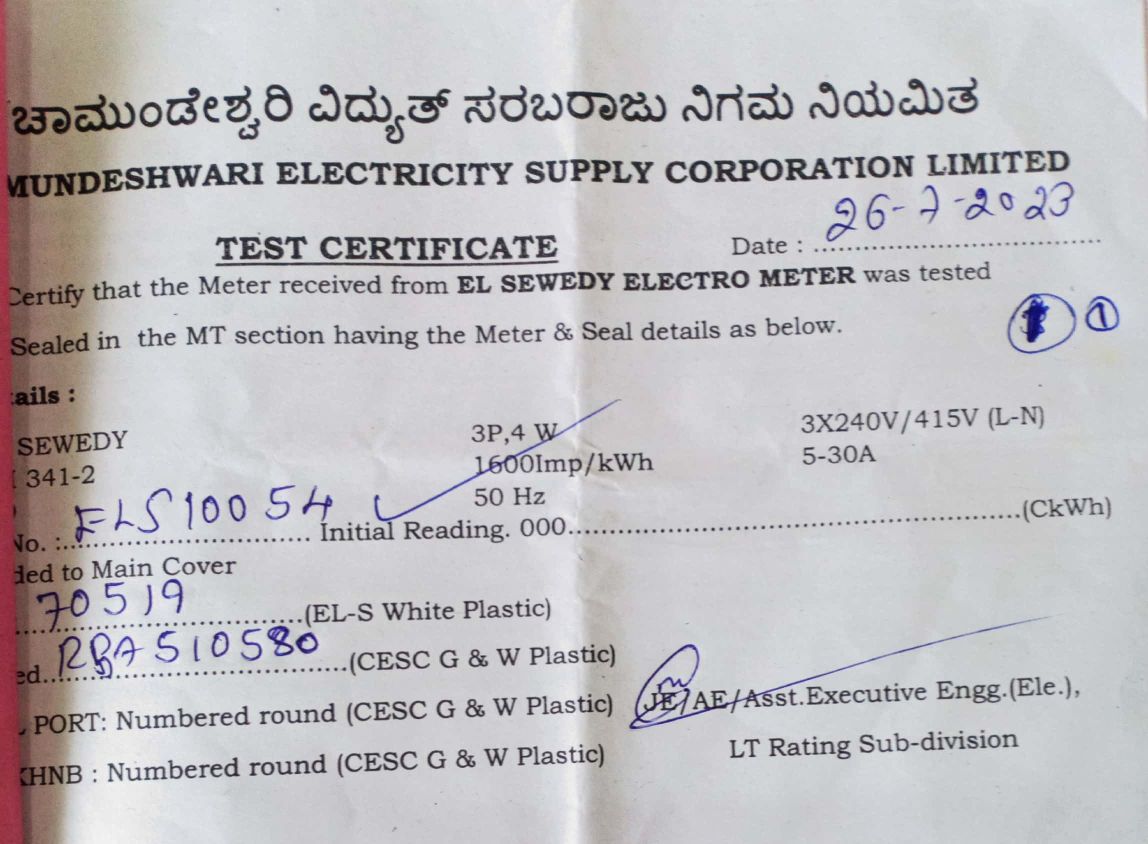 ಚಾಮುಂಡೇಶ್ವರಿ ವಿದ್ಯುತ್ ಸರಬರಾಜು ನಿಗಮ ನಿಯಮಿತ
MUNDESHWARI ELECTRICITY SUPPLY CORPORATION LIMITED
TEST CERTIFICATE Date : 26-7-2023
Certify that the Meter received from EL SEWEDY ELECTRO METER was tested
Sealed in the MT section having the Meter & Seal details as below. 1
ails :
SEWEDY 3P,4 W 3X240V/415V (L-N)
341-2 1600Imp/kWh 5-30A
50 Hz
No. :ELS10054 Initial Reading. 000..........(CkWh)
ded to Main Cover
70519 (EL-S White Plastic)
ed. RBA510580 (CESC G & W Plastic)
PORT: Numbered round (CESC G & W Plastic) JE/AE/Asst.Executive Engg.(Ele.),
KHNB : Numbered round (CESC G & W Plastic) LT Rating Sub-division